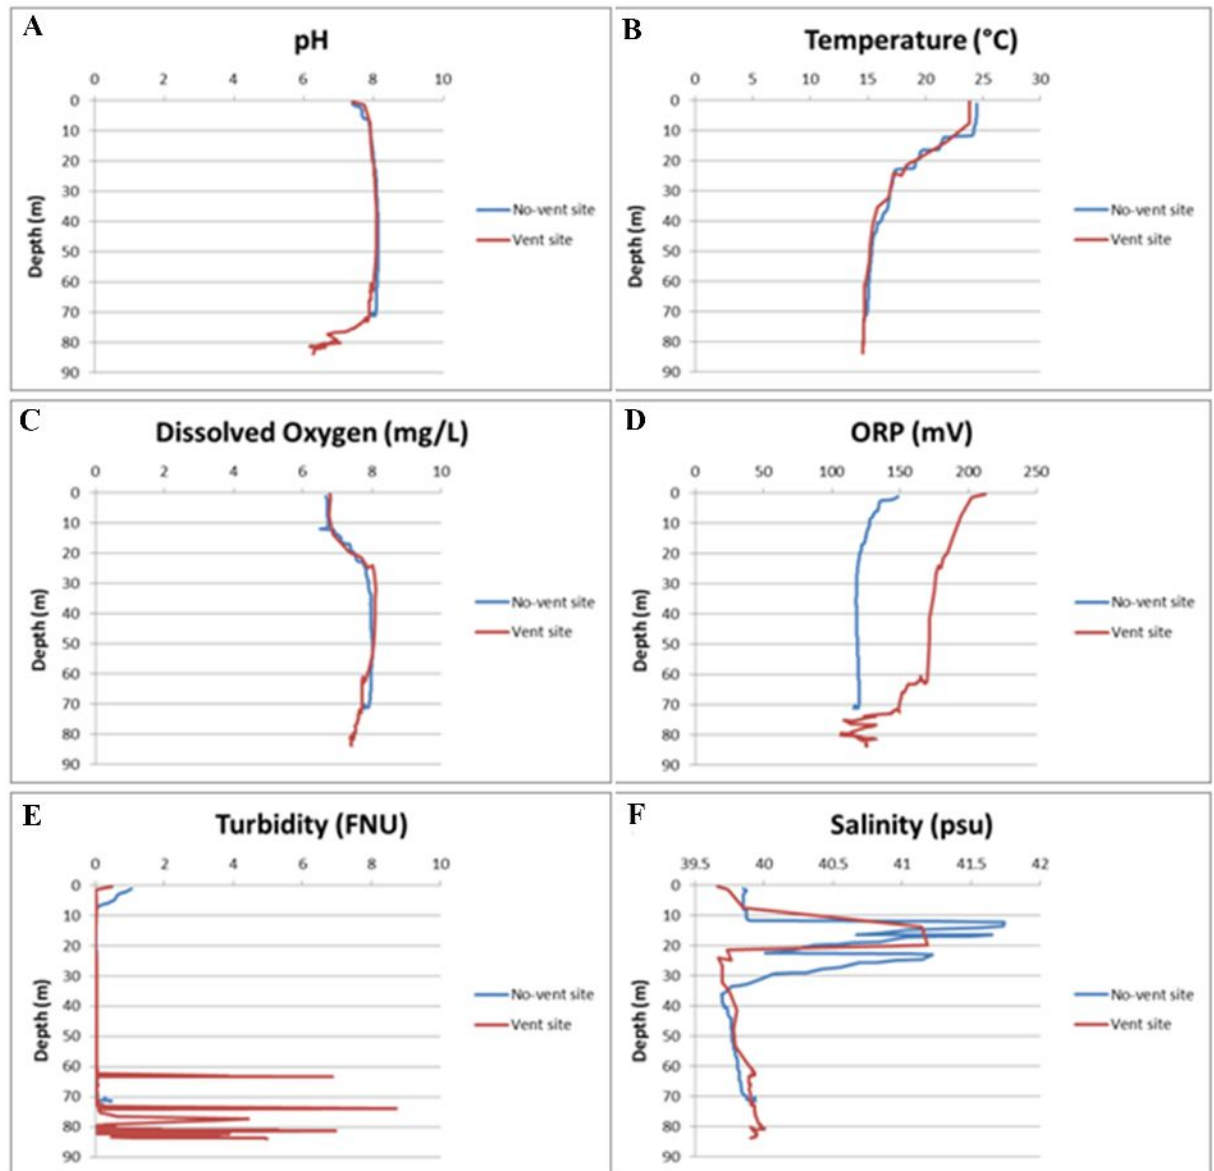 A
pH
0 2 4 6 8 10
0
10
20
30
40
50
60
70
80
90
Depth (m)
No-vent site
Vent site
B
Temperature (°C)
0 5 10 15 20 25 30
0
10
20
30
40
50
60
70
80
90
Depth (m)
No-vent site
Vent site
C
Dissolved Oxygen (mg/L)
0 2 4 6 8 10
0
10
20
30
40
50
60
70
80
90
Depth (m)
No-vent site
Vent site
D
ORP (mV)
0 50 100 150 200 250
0
10
20
30
40
50
60
70
80
90
Depth (m)
No-vent site
Vent site
E
Turbidity (FNU)
0 2 4 6 8 10
0
10
20
30
40
50
60
70
80
90
Depth (m)
No-vent site
Vent site
F
Salinity (psu)
39.5 40 40.5 41 41.5 42
0
10
20
30
40
50
60
70
80
90
Depth (m)
No-vent site
Vent site